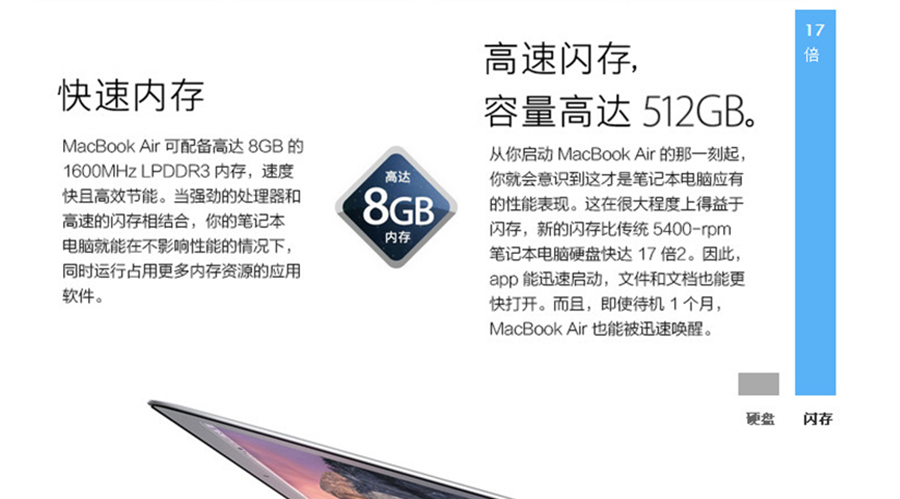 快速内存
MacBook Air 可配备高达 8GB 的
1600MHz LPDDR3 内存，速度
快且高效节能。当强劲的处理器和
高速的闪存相结合，你的笔记本
电脑就能在不影响性能的情况下，
同时运行占用更多内存资源的应用
软件。
高达
8GB
内存
高速闪存，
容量高达 512GB。
从你启动 MacBook Air 的那一刻起，
你就会意识到这才是笔记本电脑应有
的性能表现。这在很大程度上得益于
闪存，新的闪存比传统 5400-rpm
笔记本电脑硬盘快达 17 倍2。因此，
app 能迅速启动，文件和文档也能更
快打开。而且，即使待机 1 个月，
MacBook Air 也能被迅速唤醒。
17
倍
硬盘
闪存